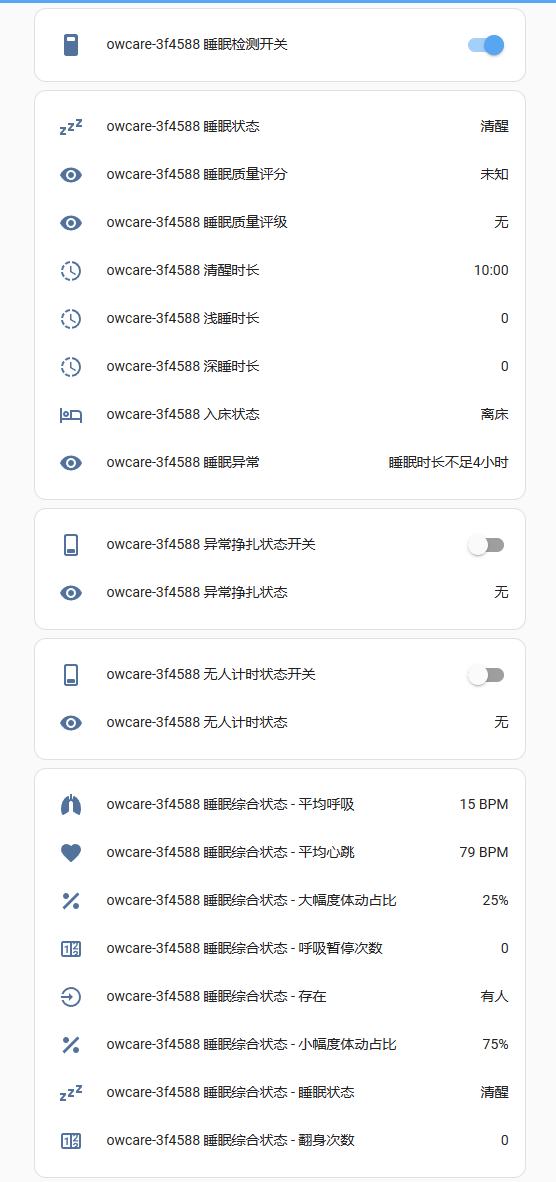 owcare-3f4588 睡眠检测开关
owcare-3f4588 睡眠状态 清醒
owcare-3f4588 睡眠质量评分 未知
owcare-3f4588 睡眠质量评级 无
owcare-3f4588 清醒时长 10:00
owcare-3f4588 浅睡时长 0
owcare-3f4588 深睡时长 0
owcare-3f4588 入床状态 离床
owcare-3f4588 睡眠异常 睡眠时长不足4小时
owcare-3f4588 异常挣扎状态开关
owcare-3f4588 异常挣扎状态 无
owcare-3f4588 无人计时状态开关
owcare-3f4588 无人计时状态 无
owcare-3f4588 睡眠综合状态 - 平均呼吸 15 BPM
owcare-3f4588 睡眠综合状态 - 平均心跳 79 BPM
owcare-3f4588 睡眠综合状态 - 大幅度体动占比 25%
owcare-3f4588 睡眠综合状态 - 呼吸暂停次数 0
owcare-3f4588 睡眠综合状态 - 存在 有人
owcare-3f4588 睡眠综合状态 - 小幅度体动占比 75%
owcare-3f4588 睡眠综合状态 - 睡眠状态 清醒
owcare-3f4588 睡眠综合状态 - 翻身次数 0